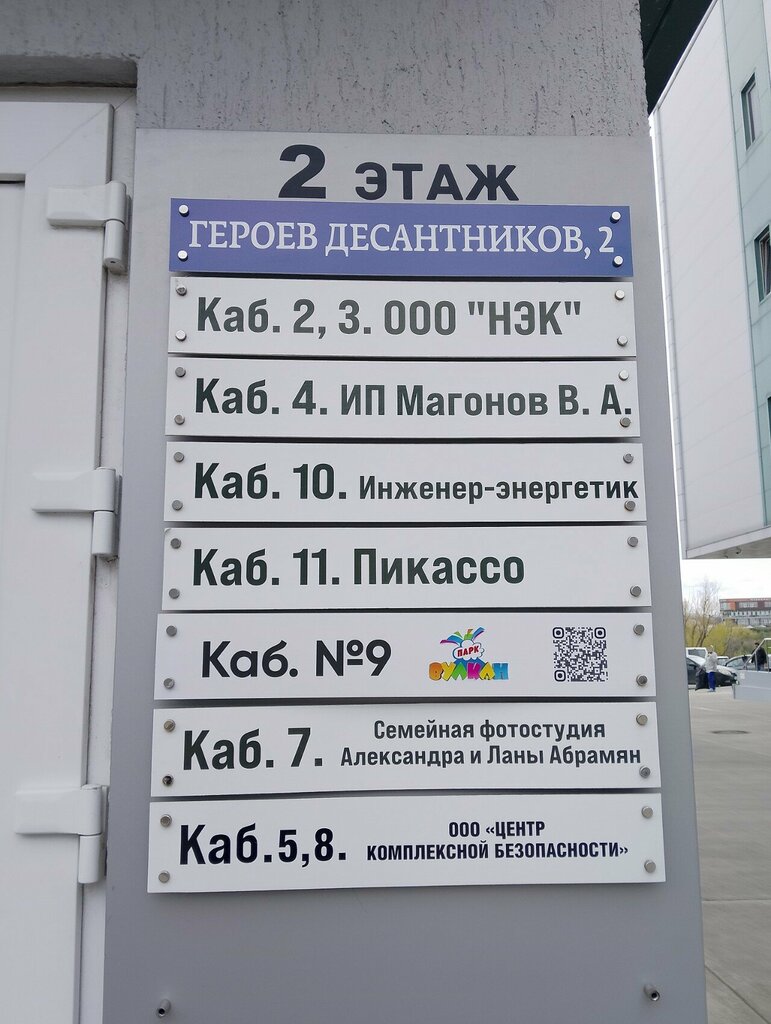 2 ЭТАЖ
ГЕРОЕВ ДЕСАНТНИКОВ, 2
Каб. 2, 3. ООО "НЭК"
Каб. 4. ИП Магонов В. А.
Каб. 10. Инженер-энергетик
Каб. 11. Пикассо
Каб. №9 ПАРК
ВУЛКАН
Каб. 7. Семейная фотостудия
Александра и Ланы Абрамян
Каб.5,8. ООО «ЦЕНТР
КОМПЛЕКСНОЙ БЕЗОПАСНОСТИ»